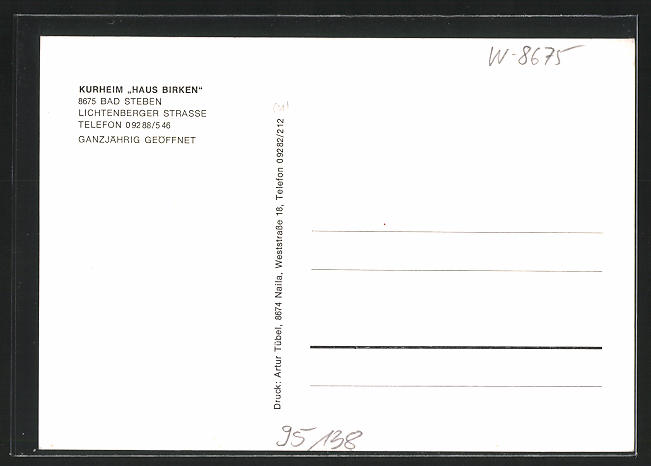 W-8675
KURHEIM „HAUS BIRKEN“
8675 BAD STEBEN
LICHTENBERGER STRASSE
TELEFON 09288/546
GANZJÄHRIG GEÖFFNET
Druck: Artur Tübel, 8674 Naila, Weststraße 18, Telefon 09282/212
95/138